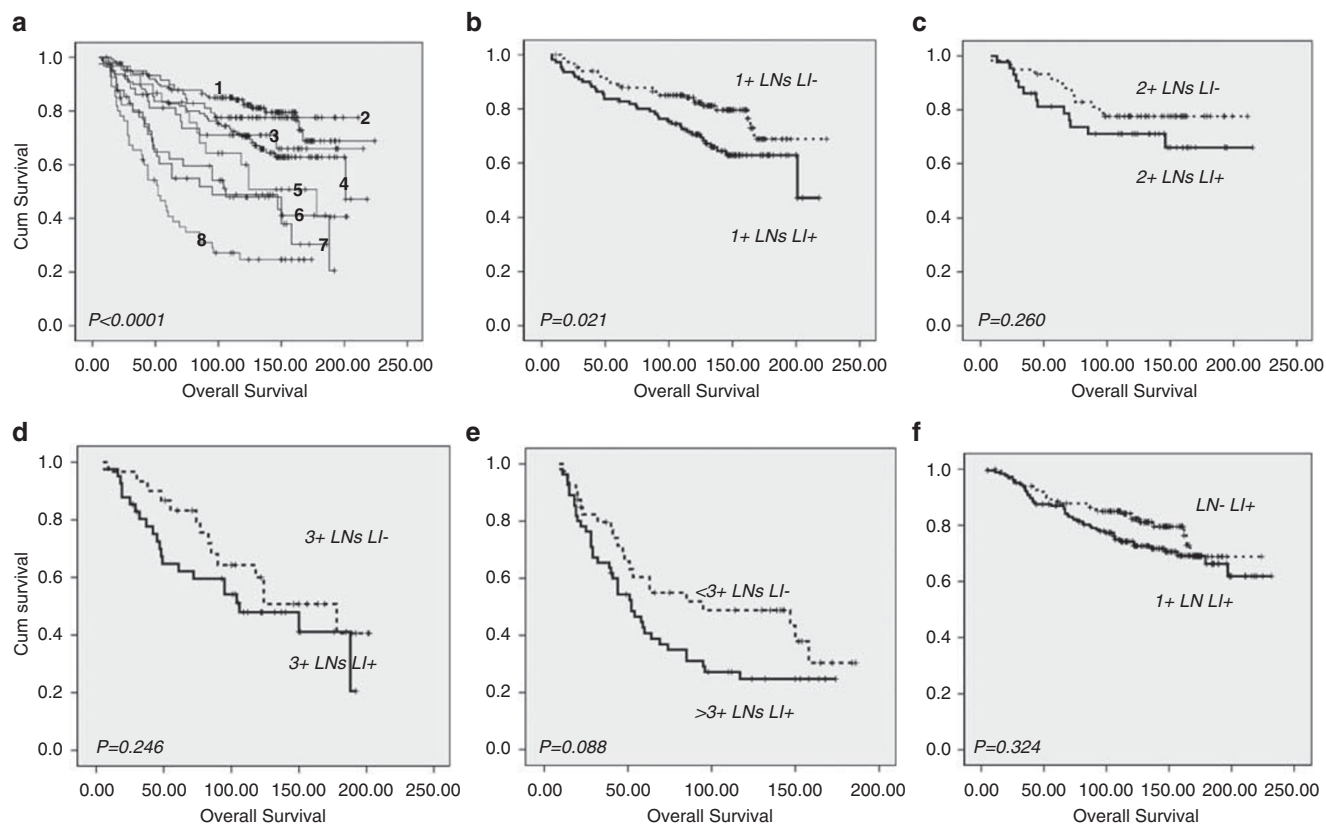 a
Cum Survival
1.0
0.8
0.6
0.4
0.2
0.0
1
2
3
4
5
6
7
8
P<0.0001
0.00 50.00 100.00 150.00 200.00 250.00
Overall Survival
b
1.0
0.8
0.6
0.4
0.2
0.0
1+ LNs LI-
1+ LNs LI+
P=0.021
0.00 50.00 100.00 150.00 200.00 250.00
Overall Survival
c
1.0
0.8
0.6
0.4
0.2
0.0
2+ LNs LI-
2+ LNs LI+
P=0.260
0.00 50.00 100.00 150.00 200.00 250.00
Overall Survival
d
Cum survival
1.0
0.8
0.6
0.4
0.2
0.0
3+ LNs LI-
3+ LNs LI+
P=0.246
0.00 50.00 100.00 150.00 200.00 250.00
Overall Survival
e
1.0
0.8
0.6
0.4
0.2
0.0
<3+ LNs LI-
>3+ LNs LI+
P=0.088
0.00 50.00 100.00 150.00 200.00
Overall Survival
f
1.0
0.8
0.6
0.4
0.2
0.0
LN- LI+
1+ LN LI+
P=0.324
0.00 50.00 100.00 150.00 200.00 250.00
Overall Survival